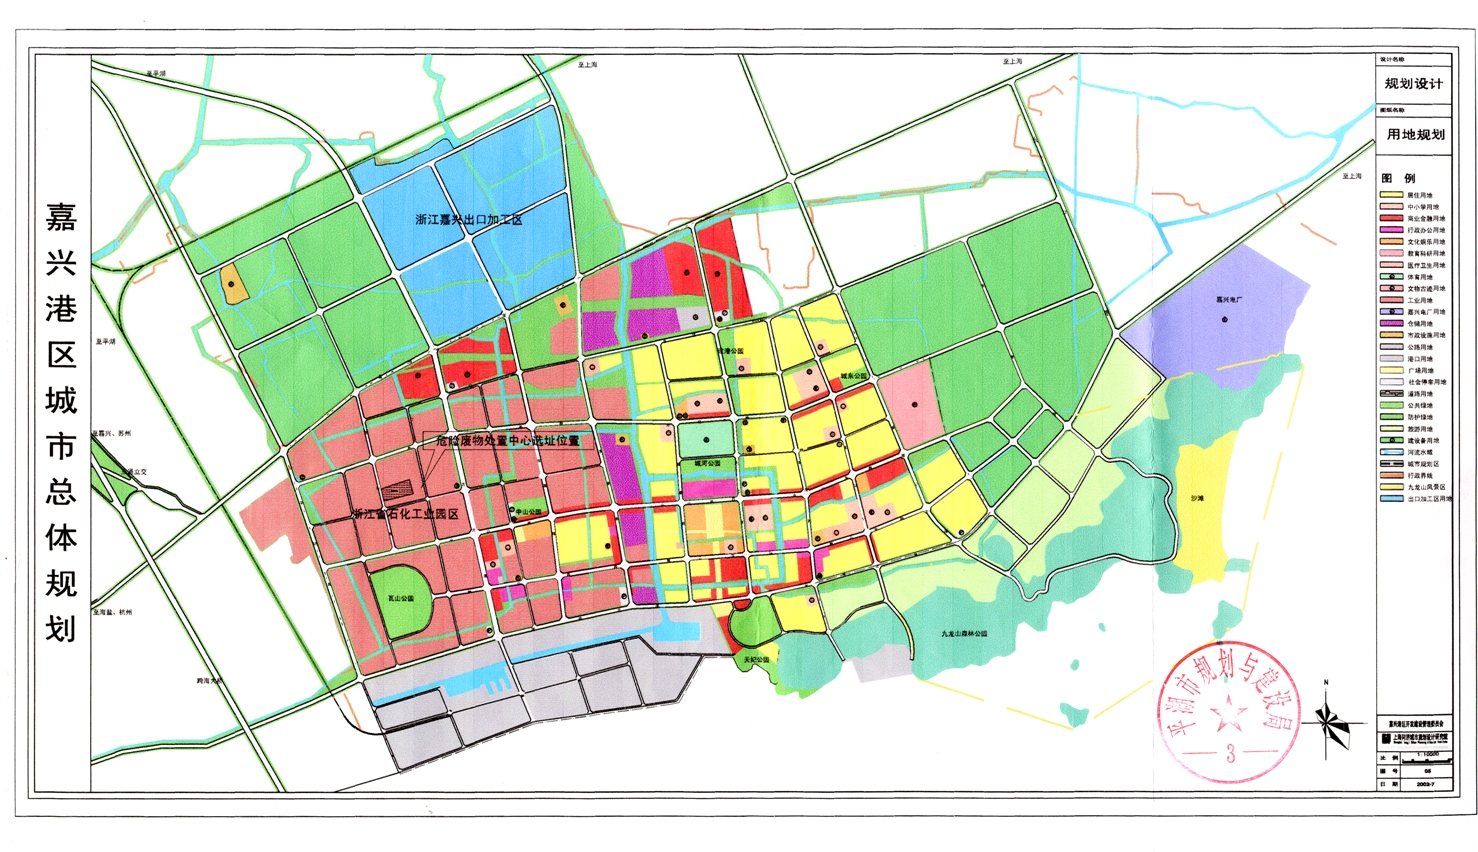 嘉兴港区城市总体规划
至平湖
至上海
至上海
至上海
至平湖
至嘉兴、苏州
至海盐、杭州
跨海大桥
浙江嘉兴出口加工区
危险废物处置中心选址位置
浙江省石化工业园区
瓦山公园
中山公园
城河公园
城东公园
天妃公园
九龙山森林公园
沙滩
嘉兴电厂
平湖市规划与建设局
3
N
设计名称
规划设计
图纸名称
用地规划
图 例
居住用地
中小学用地
商业金融用地
行政办公用地
文化娱乐用地
教育科研用地
医疗卫生用地
体育用地
文物古迹用地
工业用地
嘉兴电厂用地
仓储用地
市政设施用地
公路用地
港口用地
广场用地
社会停车用地
道路用地
公共绿地
防护绿地
旅游用地
建设备用地
河流水域
城市规划区
行政界线
九龙山风景区
出口加工区用地
嘉兴港区开发建设管理委员会
上海同济城市规划设计研究院
比 例
1:10000
图 号
05
日 期
2002-7